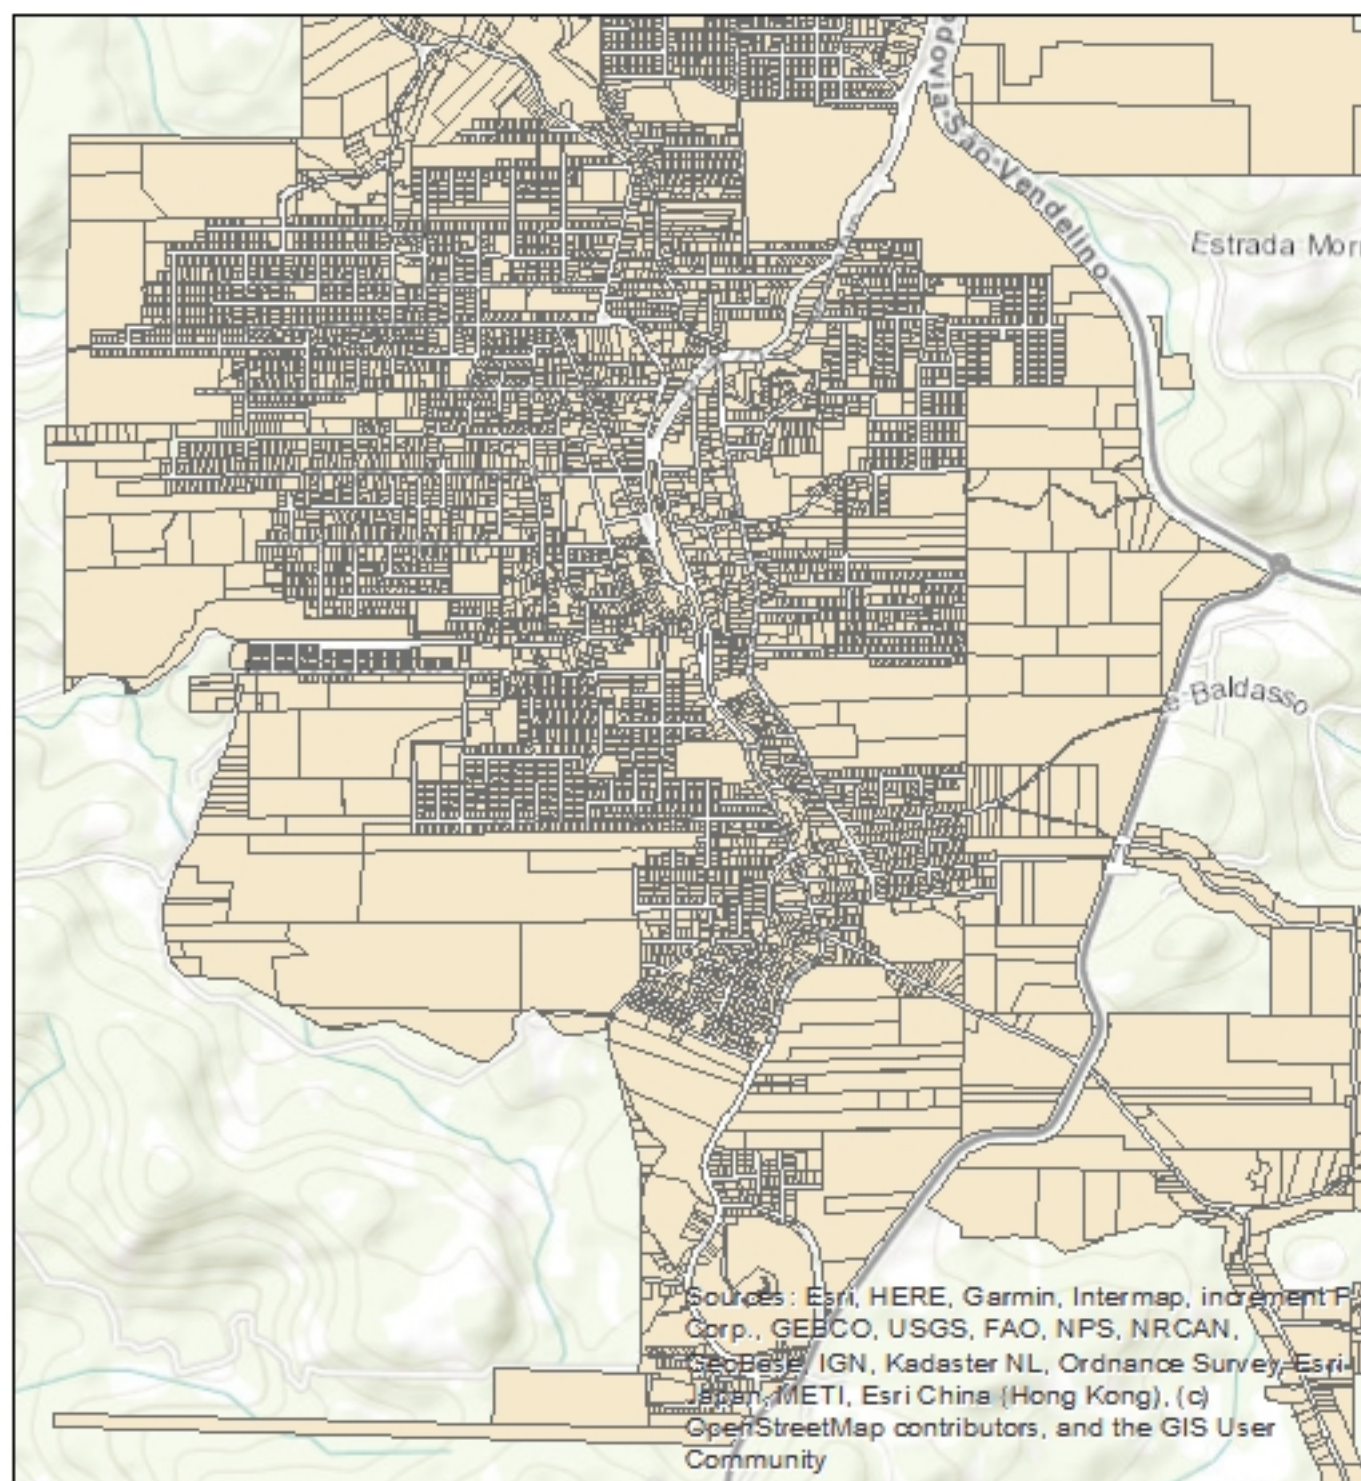 odovia-São-Vendelino
Estrada Mor
e-Baldasso
Sources: Esri, HERE, Garmin, Intermap, increment P
Corp., GEBCO, USGS, FAO, NPS, NRCAN,
GeoBase, IGN, Kadaster NL, Ordnance Survey, Esri
Japan, METI, Esri China (Hong Kong), (c)
OpenStreetMap contributors, and the GIS User
Community